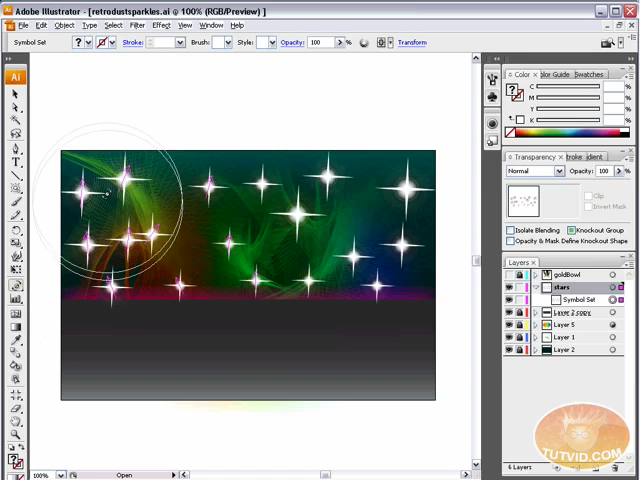 Adobe Illustrator - [ retrodustsparkles.ai @ 100% (RGB/Preview) ]
File Edit Object Type Select Filter Effect View Window Help
Symbol Set ? Stroke: Brush: Style: Opacity: 100 % Transform
Ai
Color Color Guide Swatches
C %
M %
Y %
K %
Transparency
Normal Opacity: 100 %
Clip
Invert Mask
Isolate Blending Knockout Group
Opacity & Mask Define Knockout Shape
Layers
goldBowl
stars
Symbol Set
Layer 2 copy
Layer 5
Layer 1
Layer 2
TUTVID.COM
6 Layers
100% Open